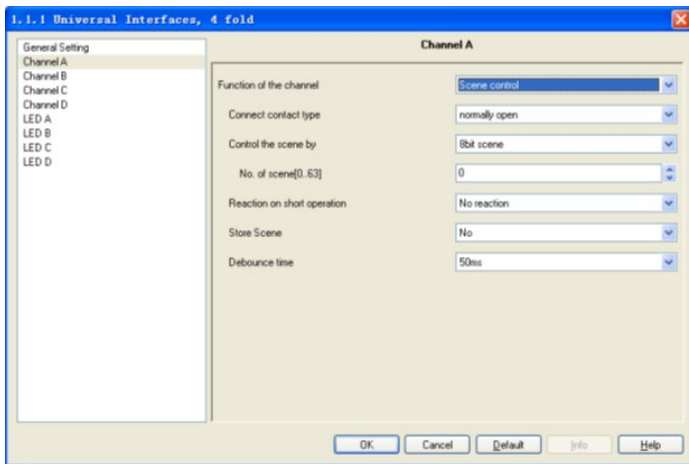 1.1.1 Universal Interfaces, 4 fold
General Setting
Channel A
Channel B
Channel C
Channel D
LED A
LED B
LED C
LED D
Channel A
Function of the channel Scene control
Connect contact type normally open
Control the scene by 8bit scene
No. of scene[0..63] 0
Reaction on short operation No reaction
Store Scene No
Debounce time 50ms
OK Cancel Default Info Help